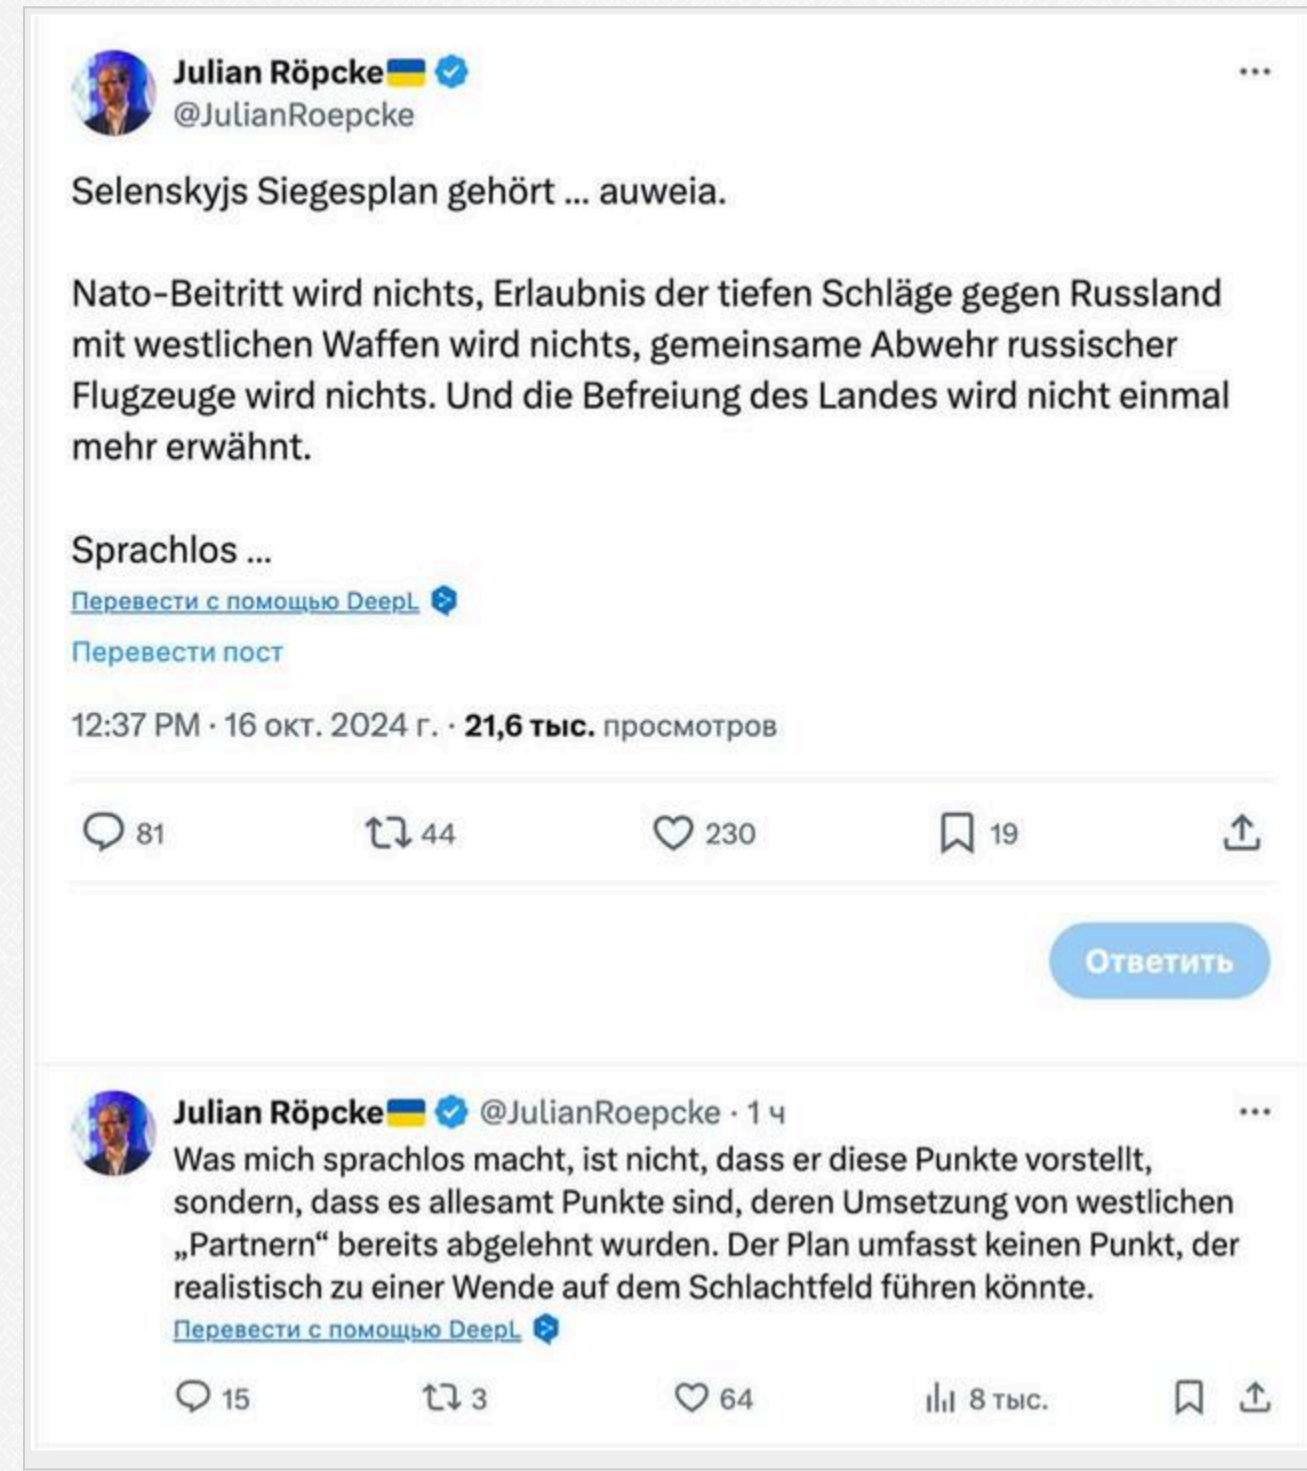 Julian Röpcke🇺🇦
@JulianRoepcke
Selenskyjs Siegesplan gehört ... auweia.
Nato-Beitritt wird nichts, Erlaubnis der tiefen Schläge gegen Russland
mit westlichen Waffen wird nichts, gemeinsame Abwehr russischer
Flugzeuge wird nichts. Und die Befreiung des Landes wird nicht einmal
mehr erwähnt.
Sprachlos ...
Перевести с помощью DeepL
Перевести пост
12:37 PM · 16 окт. 2024 г. · 21,6 тыс. просмотров
81 44 230 19
Ответить
Julian Röpcke🇺🇦 @JulianRoepcke · 1 ч
Was mich sprachlos macht, ist nicht, dass er diese Punkte vorstellt,
sondern, dass es allesamt Punkte sind, deren Umsetzung von westlichen
„Partnern“ bereits abgelehnt wurden. Der Plan umfasst keinen Punkt, der
realistisch zu einer Wende auf dem Schlachtfeld führen könnte.
Перевести с помощью DeepL
15 3 64 8 тыс.